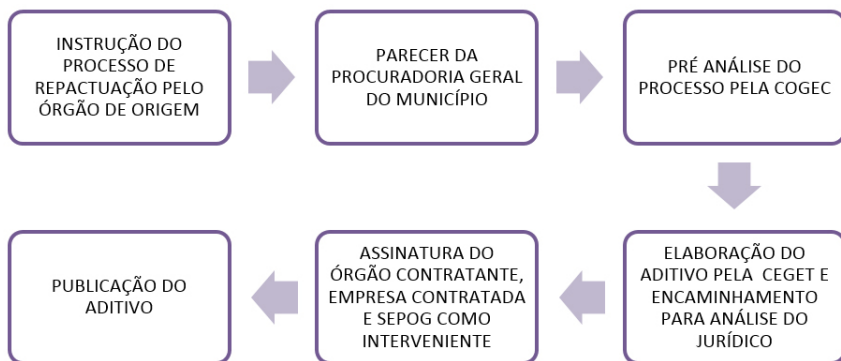 INSTRUÇÃO DO
PROCESSO DE
REPACTUAÇÃO PELO
ÓRGÃO DE ORIGEM
PARECER DA
PROCURADORIA GERAL
DO MUNICÍPIO
PRÉ ANÁLISE DO
PROCESSO PELA COGEC
ELABORAÇÃO DO
ADITIVO PELA CEGET E
ENCAMINHAMENTO
PARA ANÁLISE DO
JURÍDICO
ASSINATURA DO
ÓRGÃO CONTRATANTE,
EMPRESA CONTRATADA
E SEPOG COMO
INTERVENIENTE
PUBLICAÇÃO DO
ADITIVO